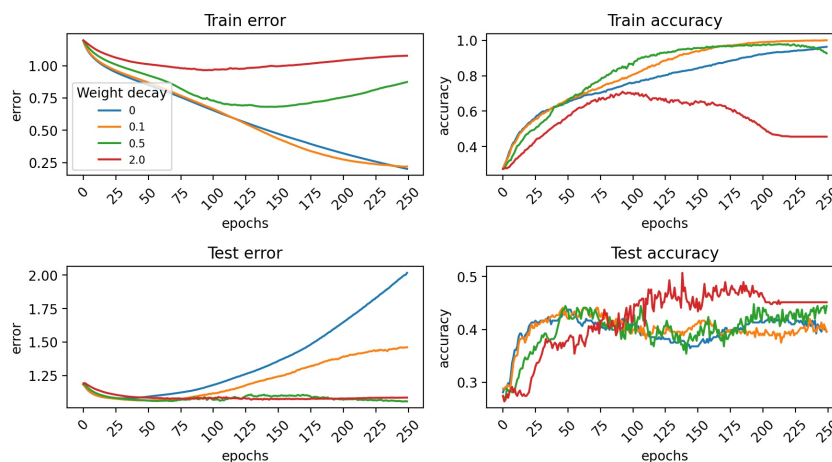 Train error
error
1.00
0.75
0.50
0.25
Weight decay
0
0.1
0.5
2.0
0 25 50 75 100 125 150 175 200 225 250
epochs
Train accuracy
accuracy
1.0
0.8
0.6
0.4
0 25 50 75 100 125 150 175 200 225 250
epochs
Test error
error
2.00
1.75
1.50
1.25
0 25 50 75 100 125 150 175 200 225 250
epochs
Test accuracy
accuracy
0.5
0.4
0.3
0 25 50 75 100 125 150 175 200 225 250
epochs